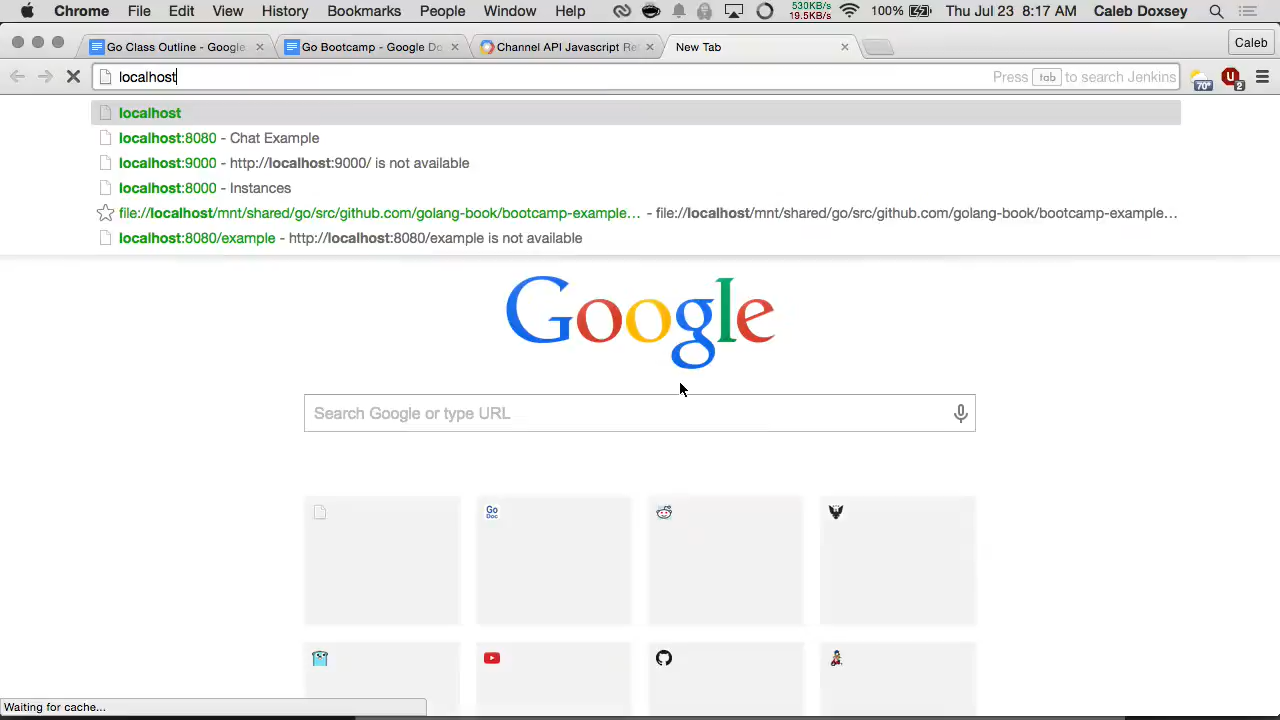 Chrome File Edit View History Bookmarks People Window Help 530KB/s 19.5KB/s 100% Thu Jul 23 8:17 AM Caleb Doxsey
Go Class Outline - Google Go Bootcamp - Google Do Channel API Javascript Re New Tab Caleb
localhost Press tab to search Jenkins 70° 2
localhost
localhost:8080 - Chat Example
localhost:9000 - http://localhost:9000/ is not available
localhost:8000 - Instances
file://localhost/mnt/shared/go/src/github.com/golang-book/bootcamp-example… - file://localhost/mnt/shared/go/src/github.com/golang-book/bootcamp-example…
localhost:8080/example - http://localhost:8080/example is not available
Google
Search Google or type URL
Go Doc
Waiting for cache...